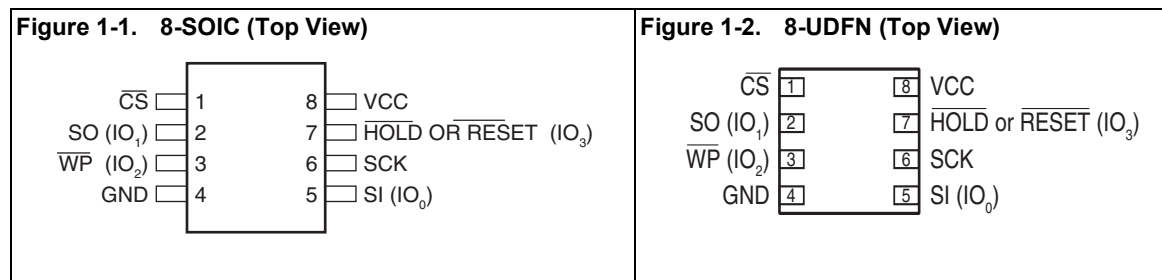 Figure 1-1. 8-SOIC (Top View)
CS 1 8 VCC
SO (IO₁) 2 7 HOLD OR RESET (IO₃)
WP (IO₂) 3 6 SCK
GND 4 5 SI (IO₀)
Figure 1-2. 8-UDFN (Top View)
CS 1 8 VCC
SO (IO₁) 2 7 HOLD or RESET (IO₃)
WP (IO₂) 3 6 SCK
GND 4 5 SI (IO₀)